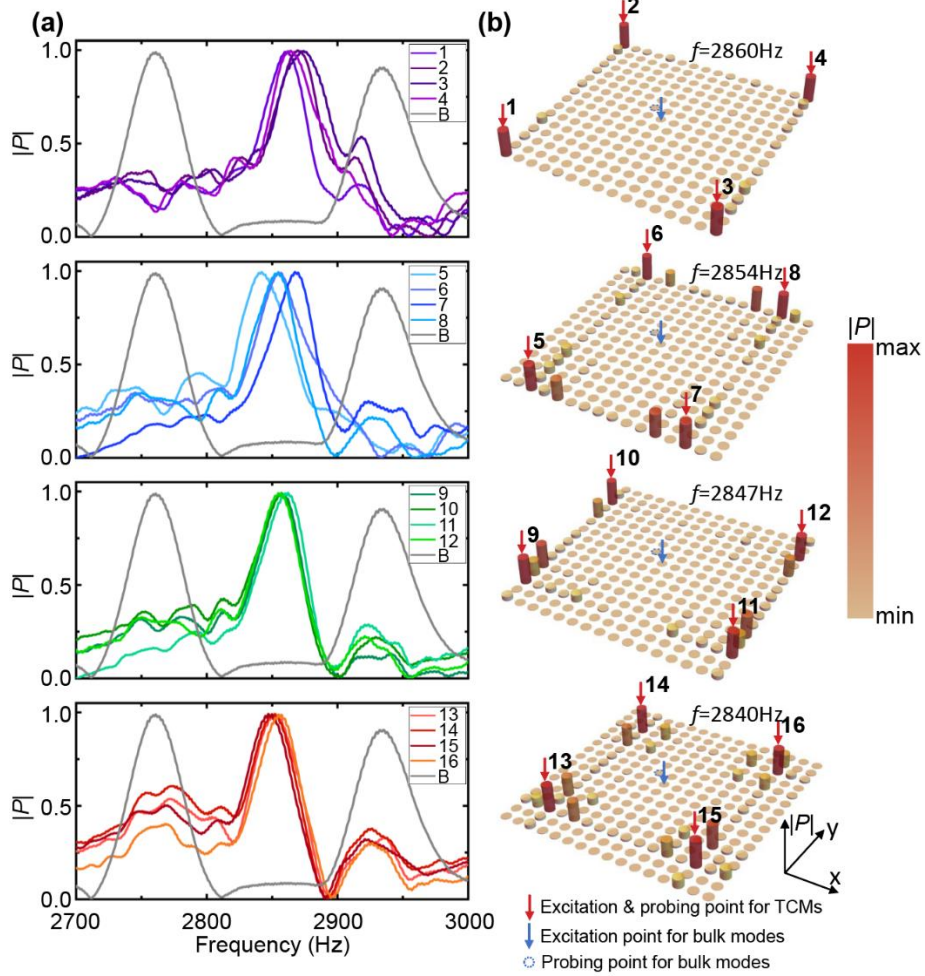 (a)
1.0
0.5
0.0
|P|
1
2
3
4
B
1.0
0.5
0.0
|P|
5
6
7
8
B
1.0
0.5
0.0
|P|
9
10
11
12
B
1.0
0.5
0.0
|P|
13
14
15
16
B
2700
2800
2900
3000
Frequency (Hz)
(b)
2
f=2860Hz
4
1
3
6
f=2854Hz
8
5
7
10
f=2847Hz
12
9
11
14
f=2840Hz
16
13
15
|P|
max
min
|P|
y
x
Excitation & probing point for TCMs
Excitation point for bulk modes
Probing point for bulk modes